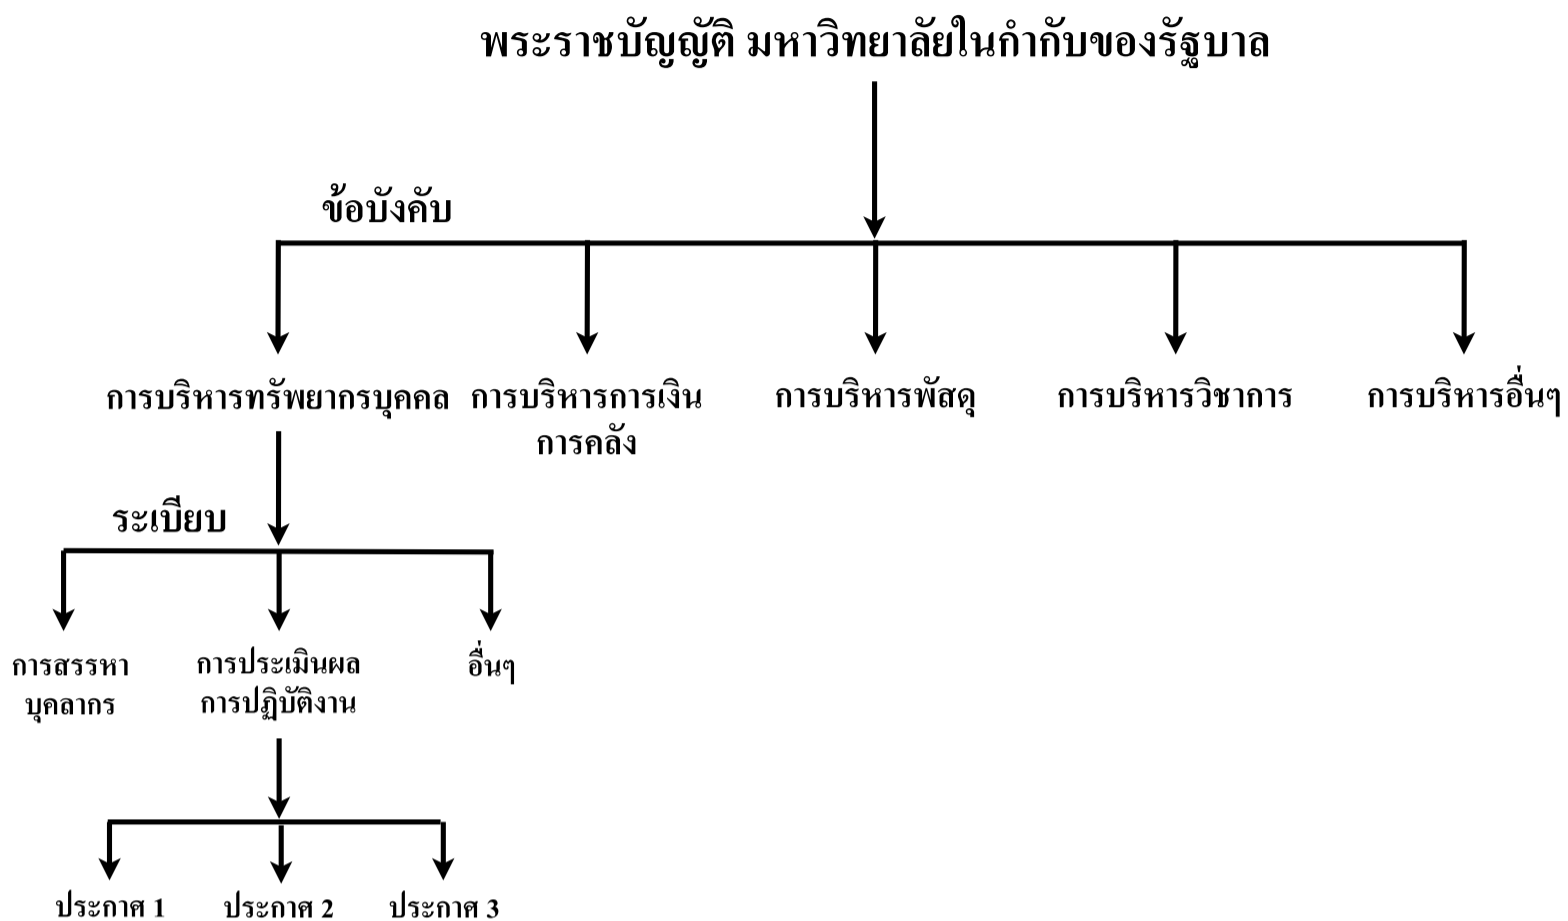 พระราชบัญญัติ มหาวิทยาลัยในกำกับของรัฐบาล
ข้อบังคับ
การบริหารทรัพยากรบุคคล
การบริหารการเงิน
การคลัง
การบริหารพัสดุ
การบริหารวิชาการ
การบริหารอื่นๆ
ระเบียบ
การสรรหา
บุคลากร
การประเมินผล
การปฏิบัติงาน
อื่นๆ
ประกาศ 1
ประกาศ 2
ประกาศ 3